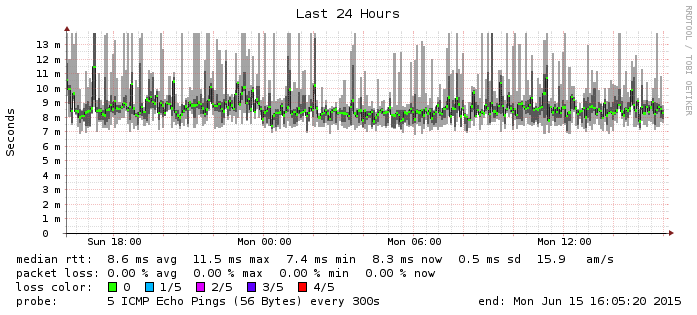 Last 24 Hours
RRDTOOL / TOBI OETIKER
Seconds
13 m
12 m
11 m
10 m
9 m
8 m
7 m
6 m
5 m
4 m
3 m
2 m
1 m
0
Sun 18:00 Mon 00:00 Mon 06:00 Mon 12:00
median rtt: 8.6 ms avg 11.5 ms max 7.4 ms min 8.3 ms now 0.5 ms sd 15.9 am/s
packet loss: 0.00 % avg 0.00 % max 0.00 % min 0.00 % now
loss color: 0 1/5 2/5 3/5 4/5
probe: 5 ICMP Echo Pings (56 Bytes) every 300s end: Mon Jun 15 16:05:20 2015